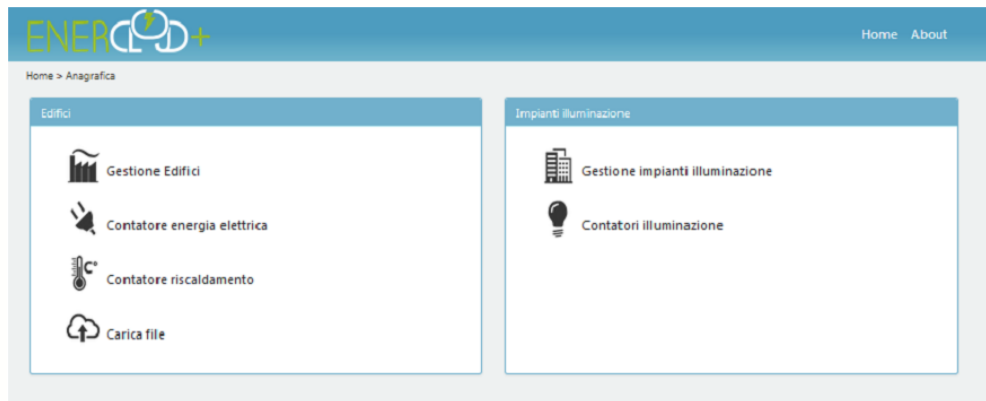 ENERCLOUD+
Home About
Home > Anagrafica
Edifici
Gestione Edifici
Contatore energia elettrica
C°
Contatore riscaldamento
Carica file
Impianti illuminazione
Gestione impianti illuminazione
Contatori illuminazione